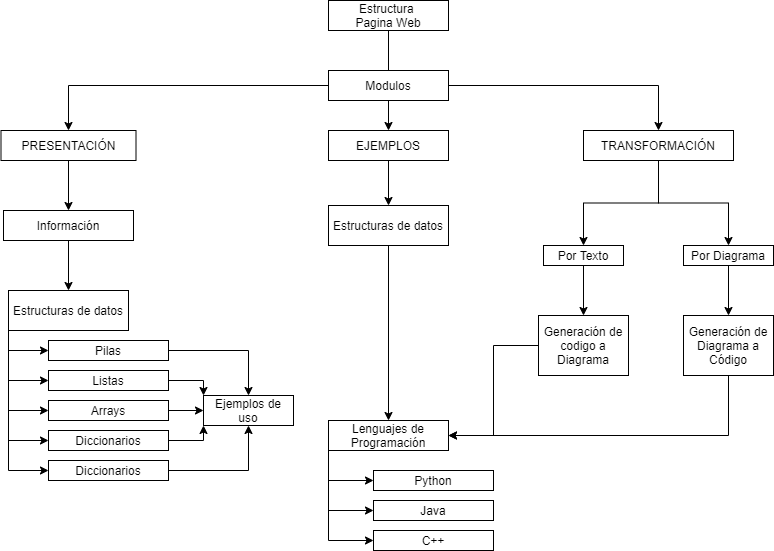 Estructura
Pagina Web
Modulos
PRESENTACIÓN
EJEMPLOS
TRANSFORMACIÓN
Información
Estructuras de datos
Por Texto
Por Diagrama
Estructuras de datos
Generación de
codigo a
Diagrama
Generación de
Diagrama a
Código
Pilas
Listas
Arrays
Diccionarios
Diccionarios
Ejemplos de
uso
Lenguajes de
Programación
Python
Java
C++